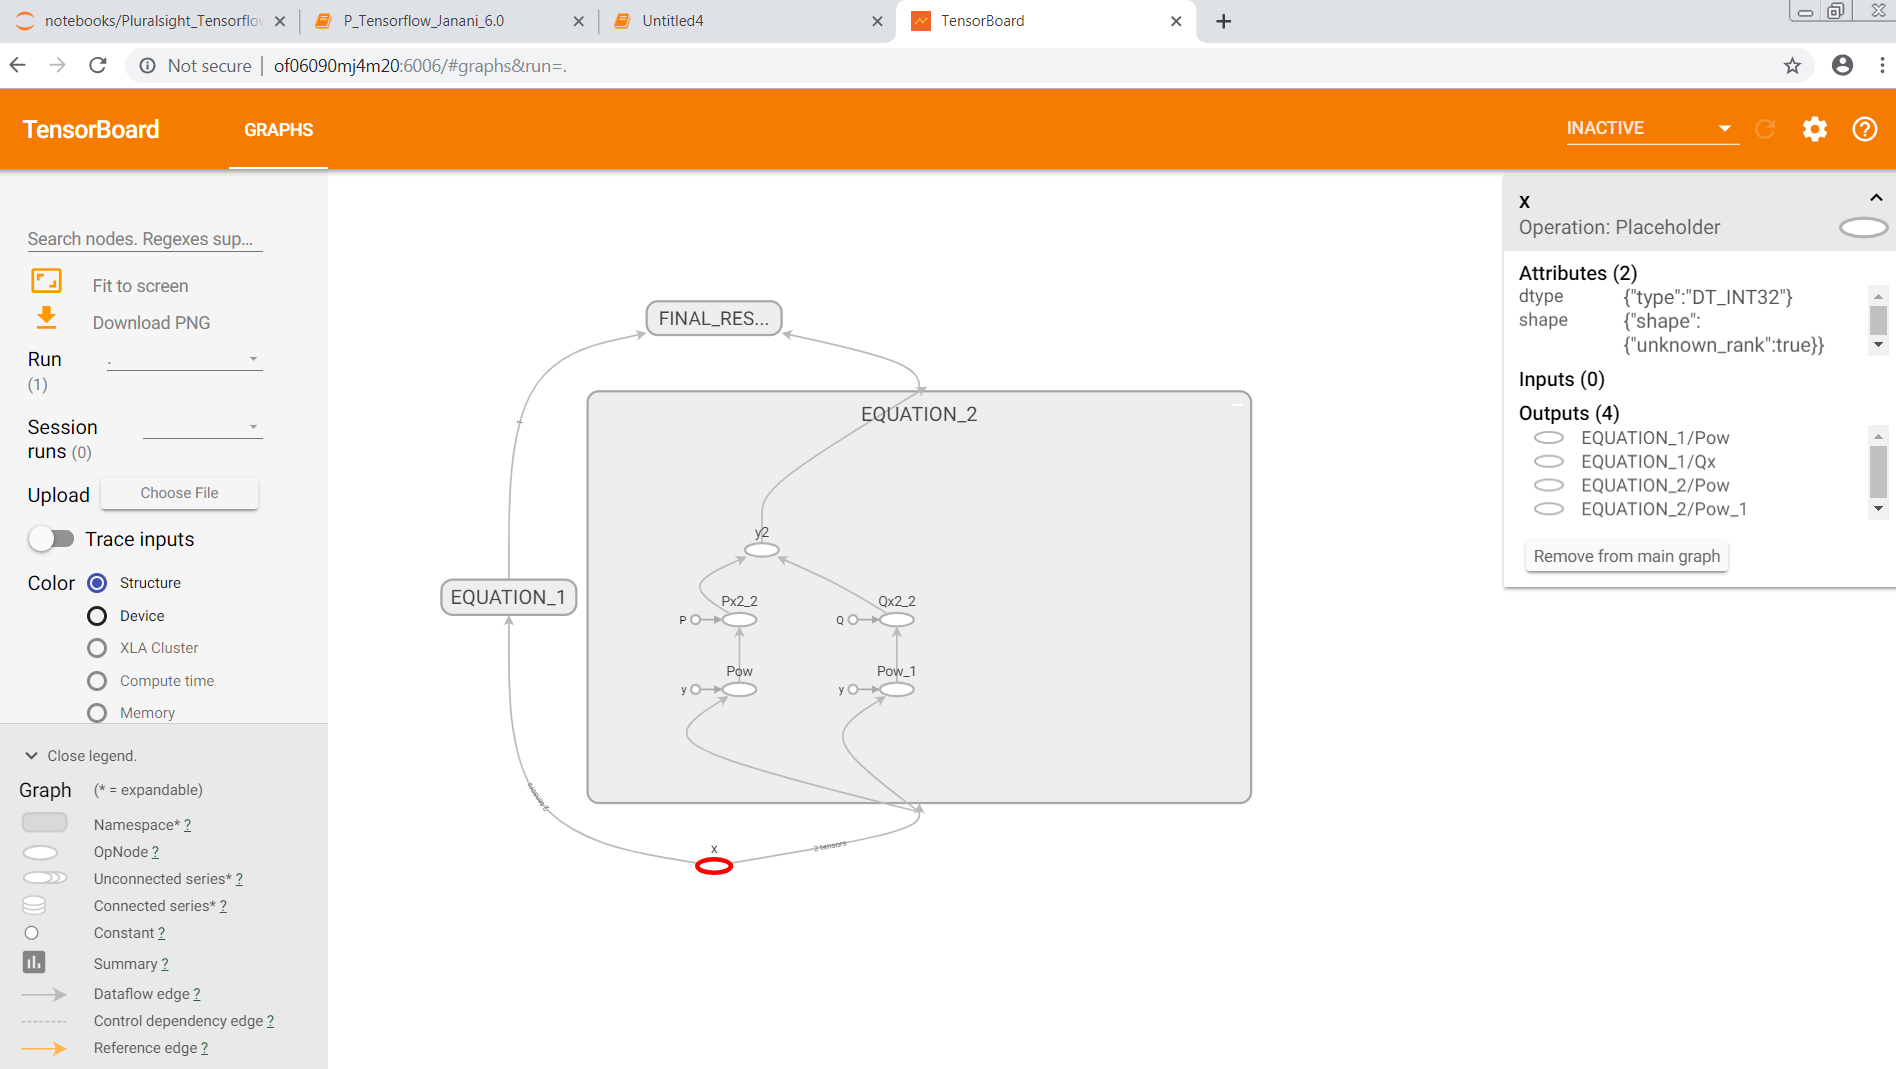 notebooks/Pluralsight_Tensorflow
P_Tensorflow_Janani_6.0
Untitled4
TensorBoard
Not secure
of06090mj4m20:6006/#graphs&run=.
TensorBoard
GRAPHS
INACTIVE
Search nodes. Regexes sup...
Fit to screen
Download PNG
Run
(1)
.
Session
runs (0)
Upload
Choose File
Trace inputs
Color
Structure
Device
XLA Cluster
Compute time
Memory
Close legend.
Graph
(* = expandable)
Namespace* ?
OpNode ?
Unconnected series* ?
Connected series* ?
Constant ?
Summary ?
Dataflow edge ?
Control dependency edge ?
Reference edge ?
FINAL_RES...
EQUATION_2
y2
EQUATION_1
Px2_2
Qx2_2
P
Q
Pow
Pow_1
y
y
2 tensors
x
2 tensors
x
Operation: Placeholder
Attributes (2)
dtype
{"type":"DT_INT32"}
shape
{"shape":
{"unknown_rank":true}}
Inputs (0)
Outputs (4)
EQUATION_1/Pow
EQUATION_1/Qx
EQUATION_2/Pow
EQUATION_2/Pow_1
Remove from main graph